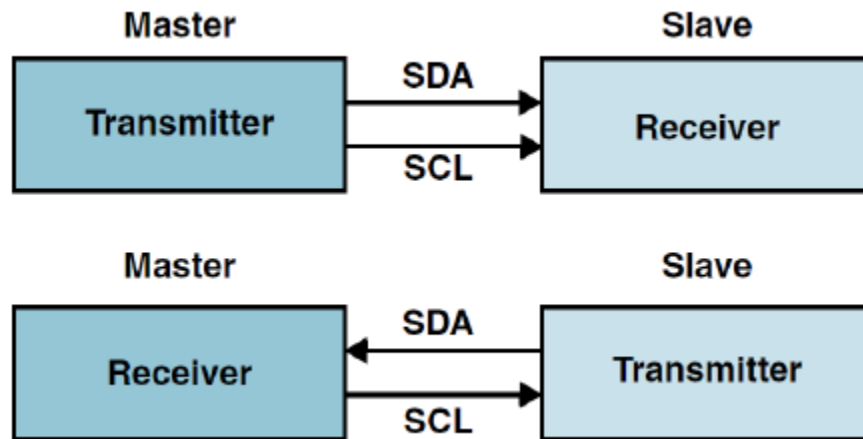 Master Slave
Transmitter SDA Receiver
SCL
Master Slave
Receiver SDA Transmitter
SCL